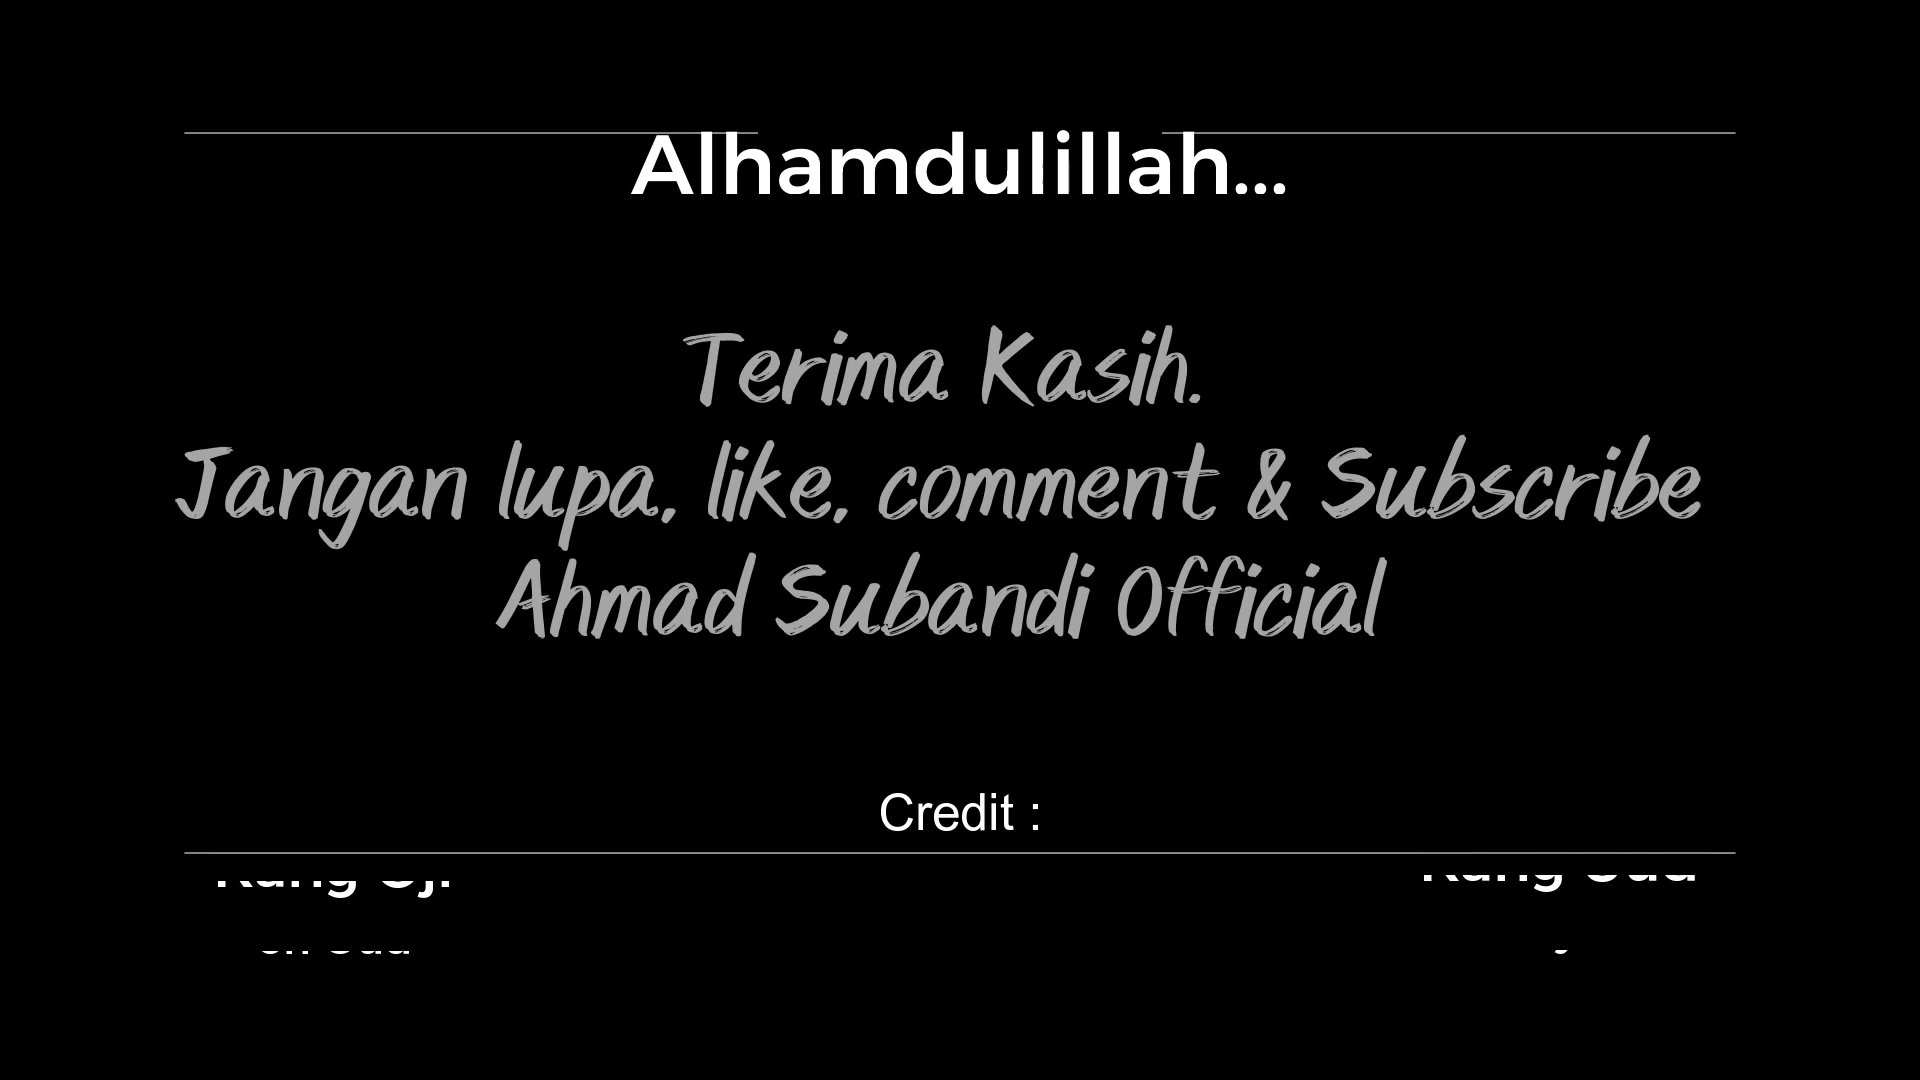 Alhamdulillah...
Terima Kasih.
Jangan lupa, like, comment & Subscribe
Ahmad Subandi Official
Credit :